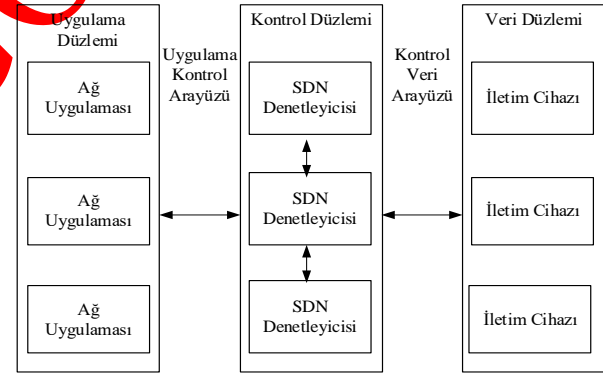 Uygulama
Düzlemi
Uygulama
Kontrol
Arayüzü
Kontrol Düzlemi
Kontrol
Veri
Arayüzü
Veri Düzlemi
Ağ
Uygulaması
SDN
Denetleyicisi
İletim Cihazı
Ağ
Uygulaması
SDN
Denetleyicisi
İletim Cihazı
Ağ
Uygulaması
SDN
Denetleyicisi
İletim Cihazı